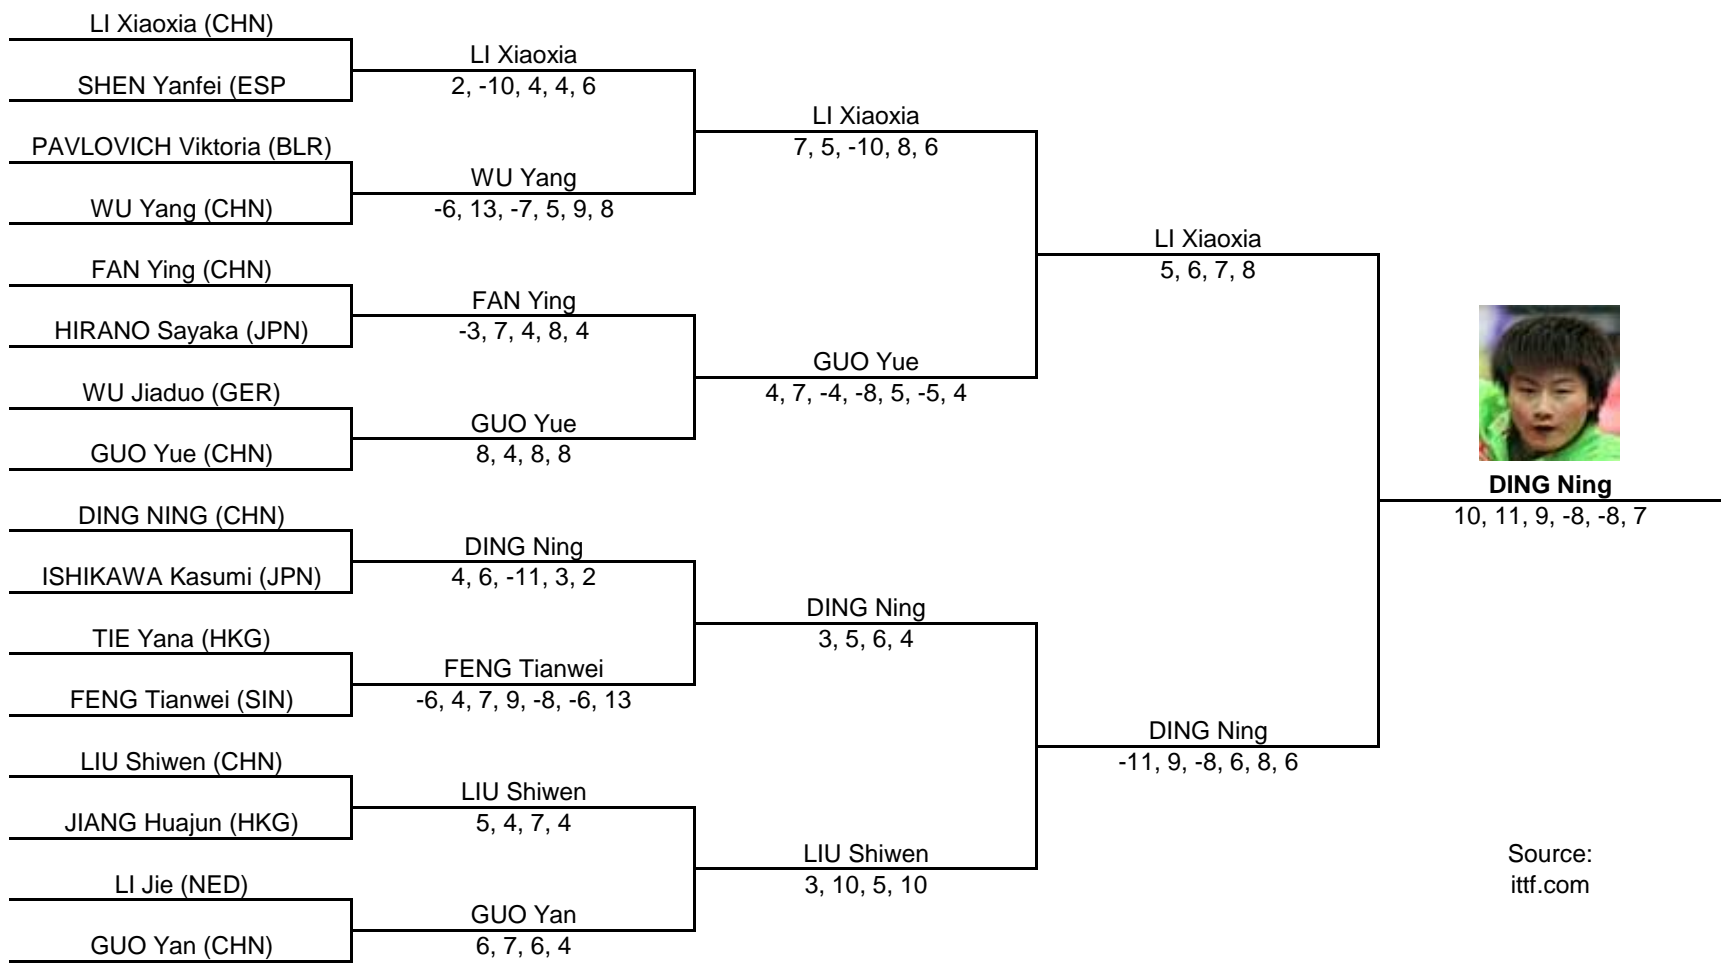 LI Xiaoxia (CHN)
SHEN Yanfei (ESP
PAVLOVICH Viktoria (BLR)
WU Yang (CHN)
FAN Ying (CHN)
HIRANO Sayaka (JPN)
WU Jiaduo (GER)
GUO Yue (CHN)
DING NING (CHN)
ISHIKAWA Kasumi (JPN)
TIE Yana (HKG)
FENG Tianwei (SIN)
LIU Shiwen (CHN)
JIANG Huajun (HKG)
LI Jie (NED)
GUO Yan (CHN)
LI Xiaoxia
2, -10, 4, 4, 6
WU Yang
-6, 13, -7, 5, 9, 8
FAN Ying
-3, 7, 4, 8, 4
GUO Yue
8, 4, 8, 8
DING Ning
4, 6, -11, 3, 2
FENG Tianwei
-6, 4, 7, 9, -8, -6, 13
LIU Shiwen
5, 4, 7, 4
GUO Yan
6, 7, 6, 4
LI Xiaoxia
7, 5, -10, 8, 6
GUO Yue
4, 7, -4, -8, 5, -5, 4
DING Ning
3, 5, 6, 4
LIU Shiwen
3, 10, 5, 10
LI Xiaoxia
5, 6, 7, 8
DING Ning
-11, 9, -8, 6, 8, 6
DING Ning
10, 11, 9, -8, -8, 7
Source:
ittf.com